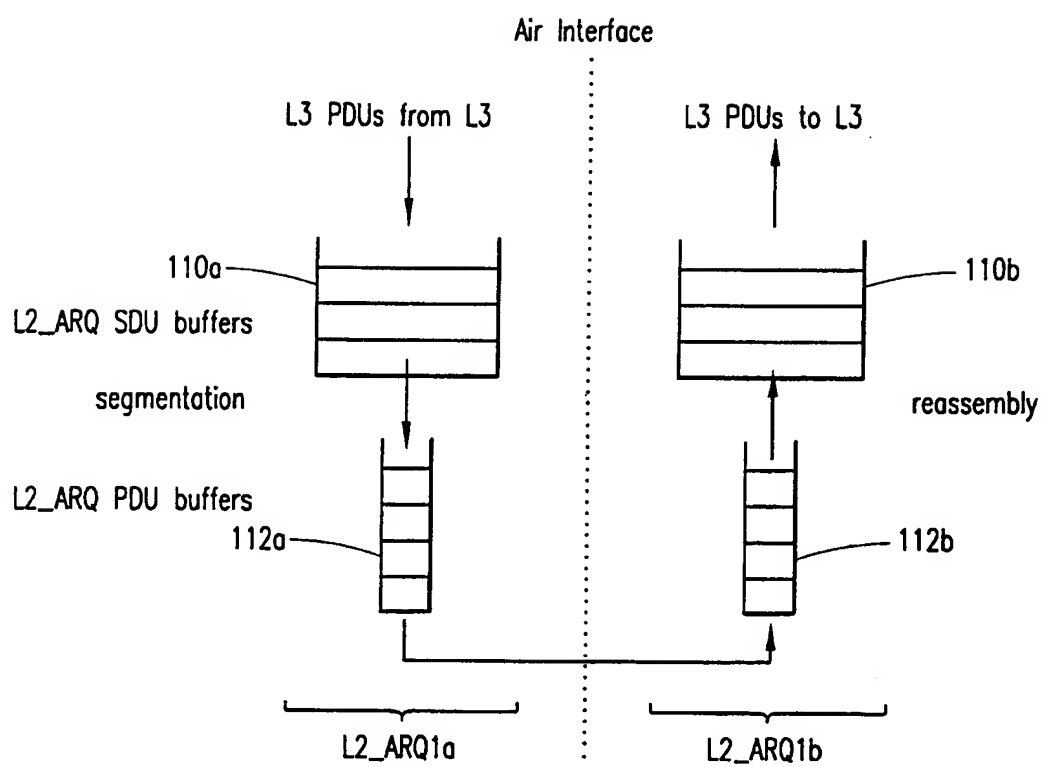 Air Interface
L3 PDUs from L3
L3 PDUs to L3
110a
110b
L2_ARQ SDU buffers
segmentation
reassembly
L2_ARQ PDU buffers
112a
112b
L2_ARQ1a
L2_ARQ1b